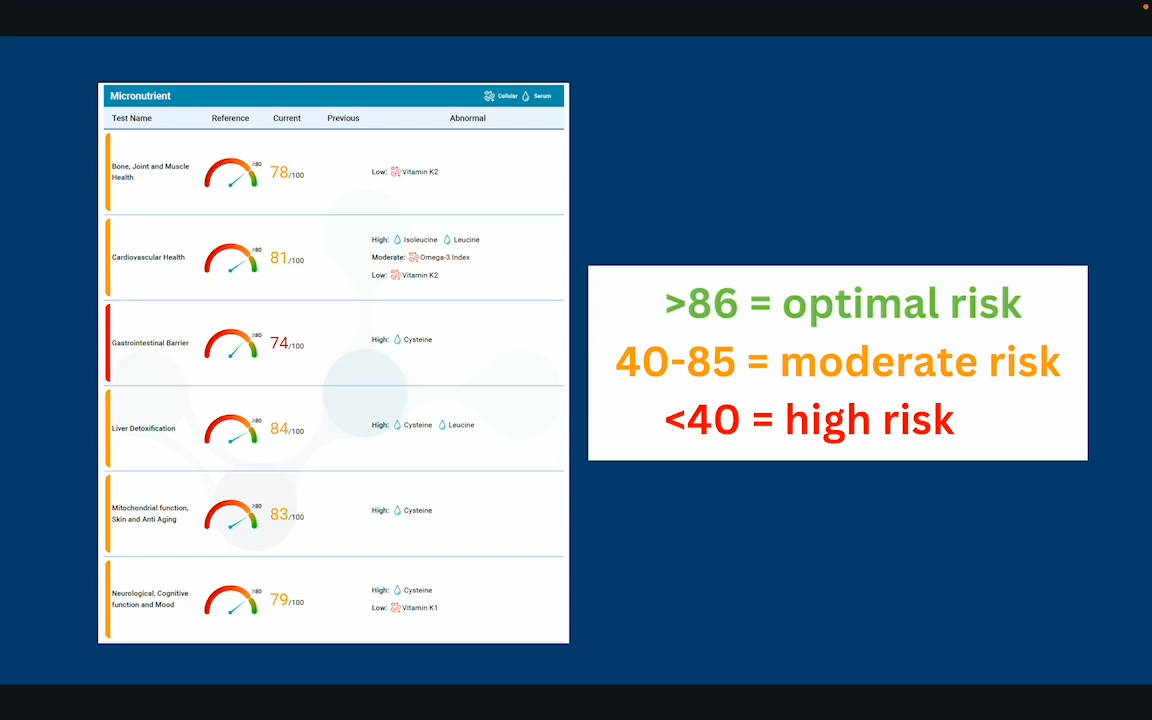 Micronutrient Cellular Serum
Test Name Reference Current Previous Abnormal
Bone, Joint and Muscle
Health
≥80
78/100
Low: Vitamin K2
Cardiovascular Health
≥80
81/100
High: Isoleucine Leucine
Moderate: Omega-3 Index
Low: Vitamin K2
Gastrointestinal Barrier
≥80
74/100
High: Cysteine
Liver Detoxification
≥80
84/100
High: Cysteine Leucine
Mitochondrial function,
Skin and Anti Aging
≥80
83/100
High: Cysteine
Neurological, Cognitive
function and Mood
≥80
79/100
High: Cysteine
Low: Vitamin K1
>86 = optimal risk
40-85 = moderate risk
<40 = high risk